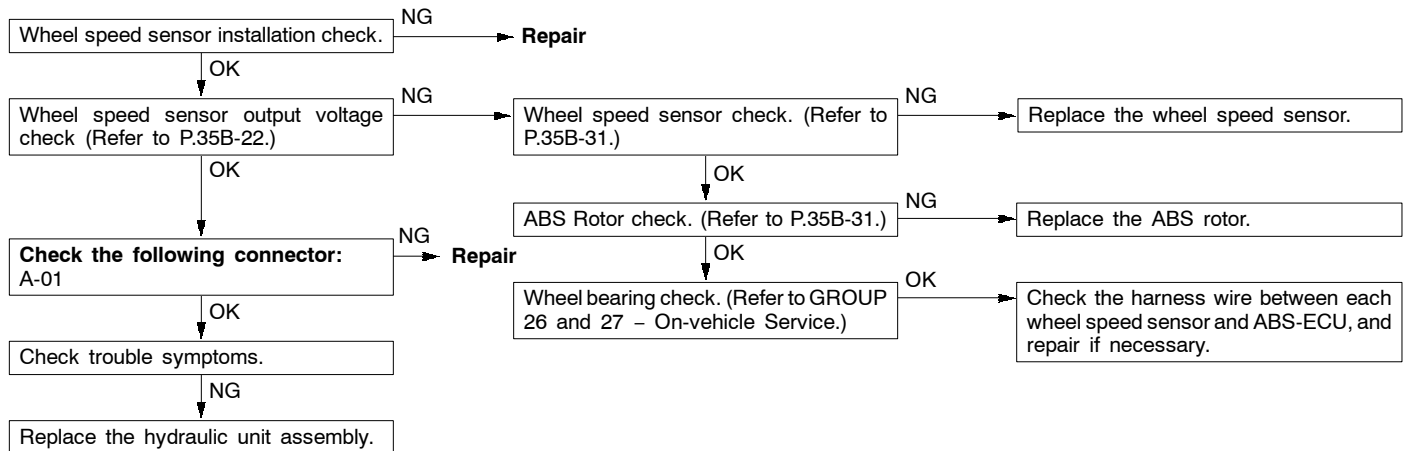 Wheel speed sensor installation check.
NG
Repair
OK
Wheel speed sensor output voltage
check (Refer to P.35B-22.)
NG
Wheel speed sensor check. (Refer to
P.35B-31.)
NG
Replace the wheel speed sensor.
OK
OK
ABS Rotor check. (Refer to P.35B-31.)
NG
Replace the ABS rotor.
Check the following connector:
A-01
NG
Repair
OK
Wheel bearing check. (Refer to GROUP
26 and 27 – On-vehicle Service.)
OK
Check the harness wire between each
wheel speed sensor and ABS-ECU, and
repair if necessary.
OK
Check trouble symptoms.
NG
Replace the hydraulic unit assembly.